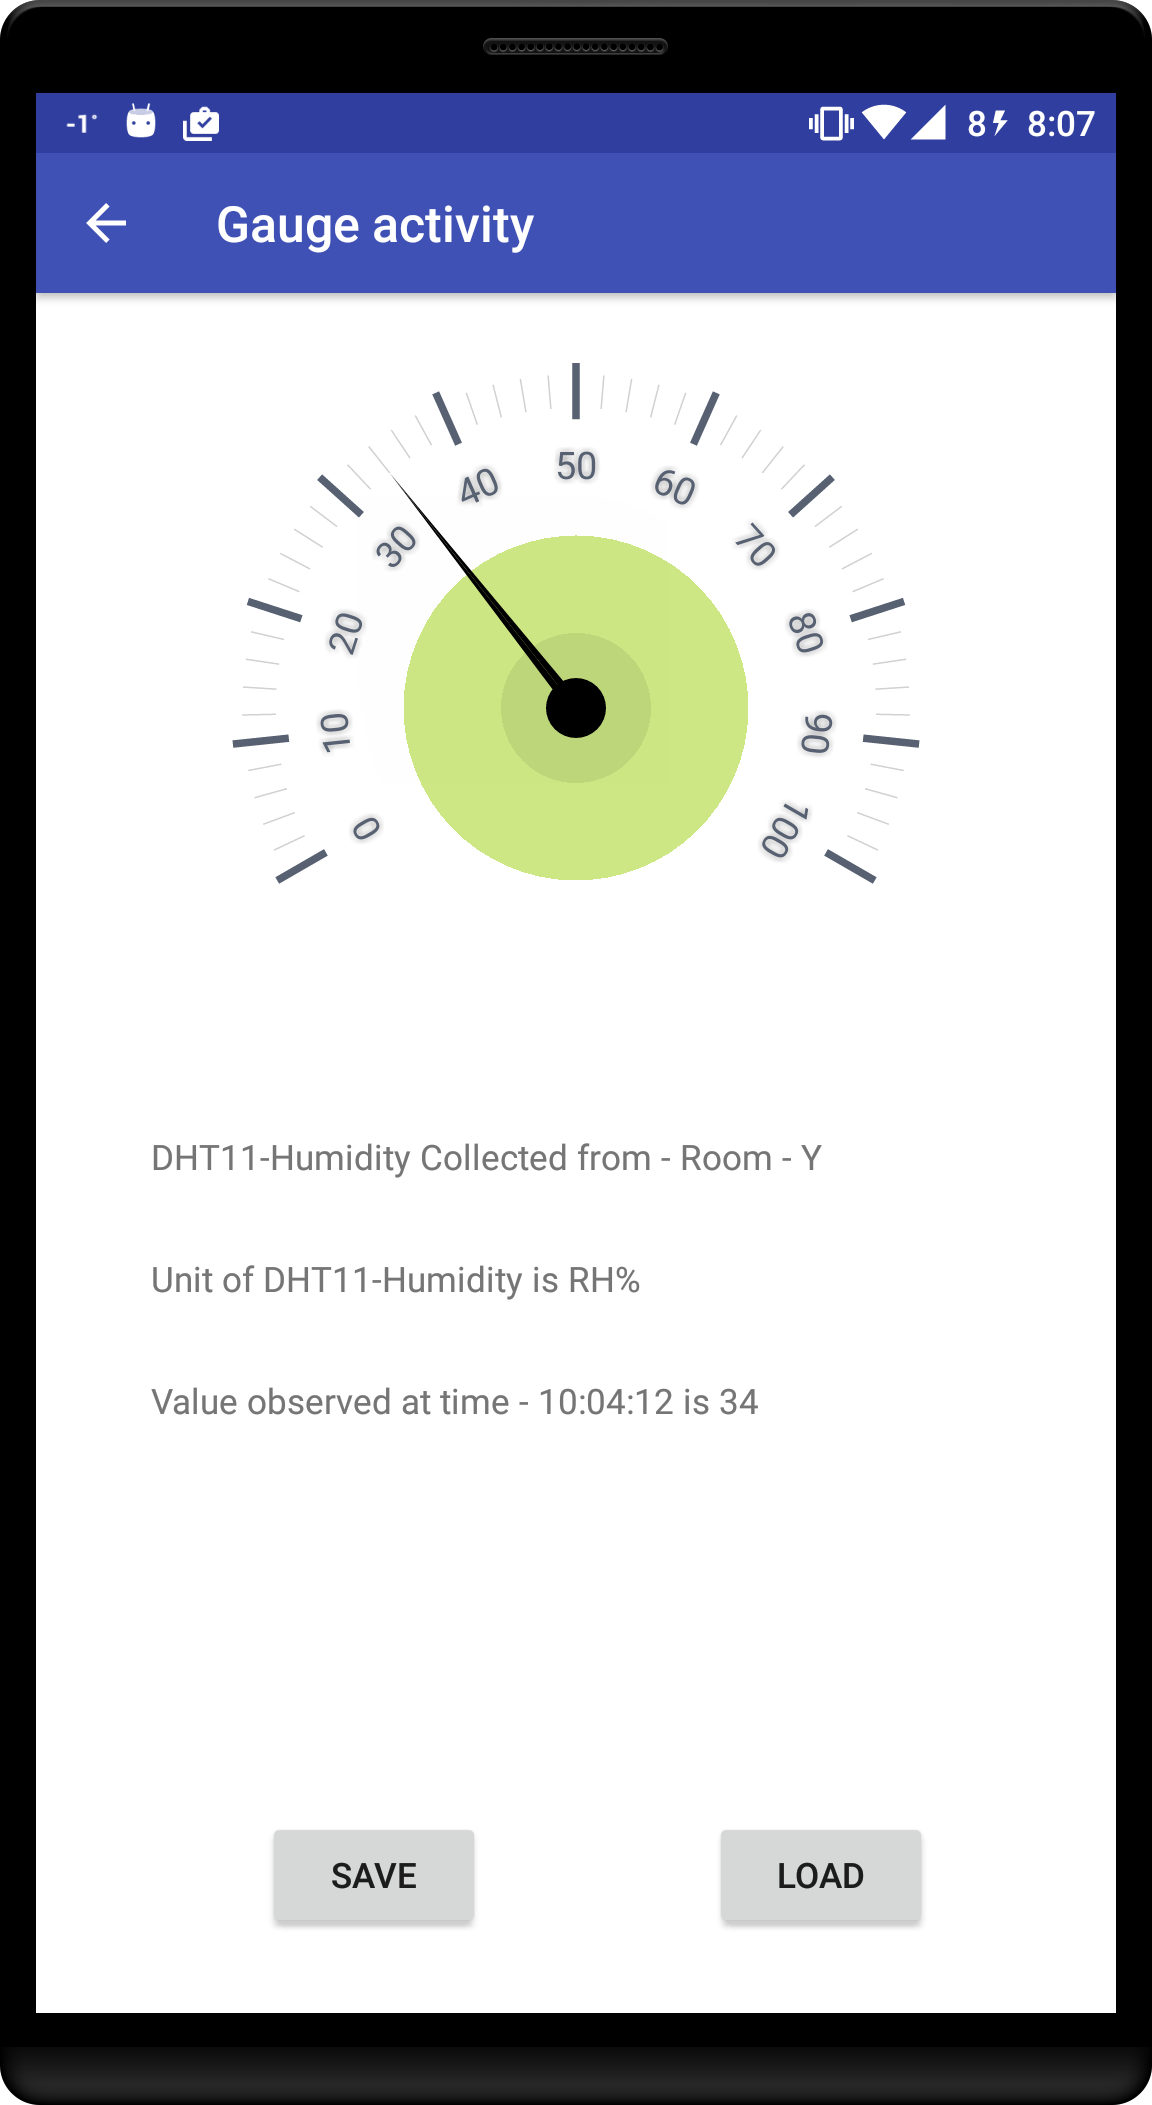 -1°
8 8:07
Gauge activity
0
10
20
30
40
50
60
70
80
90
100
DHT11-Humidity Collected from - Room - Y
Unit of DHT11-Humidity is RH%
Value observed at time - 10:04:12 is 34
SAVE
LOAD